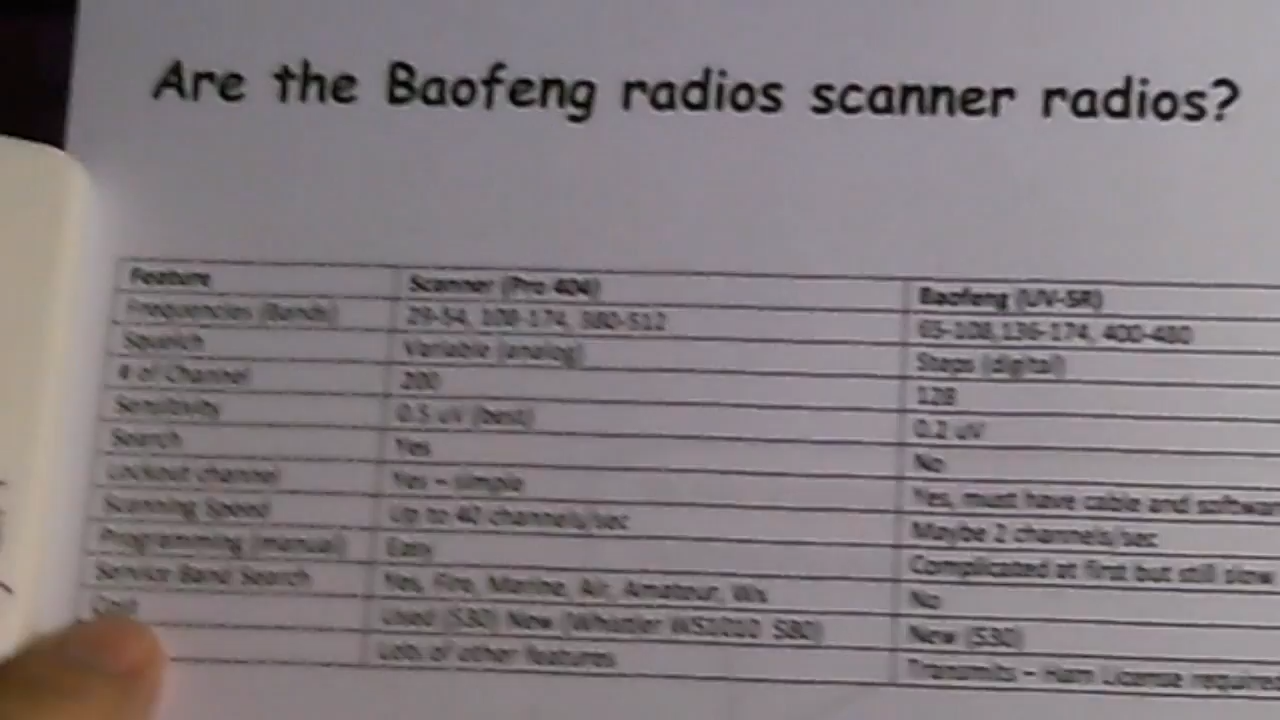 Are the Baofeng radios scanner radios?
Feature Scanner (Pro 404) Baofeng (UV-5R)
Frequencies (Bands) 29-54, 108-174, 380-512 65-108,136-174, 400-480
Squelch Variable (analog) Steps (digital)
# of Channel 200 128
Sensitivity 0.5 uV (best) 0.2 uV
Search Yes No
Lockout channel Yes – simple Yes, must have cable and softwar
Scanning Speed Up to 40 channels/sec Maybe 2 channels/sec
Programming (manual) Easy Complicated at first but still slow
Service Band Search Yes, Fire, Marine, Air, Amateur, Wx No
Cost Used ($30) New (Whistler WS1010 $80) New ($30)
Lots of other features Transmits – Ham License require